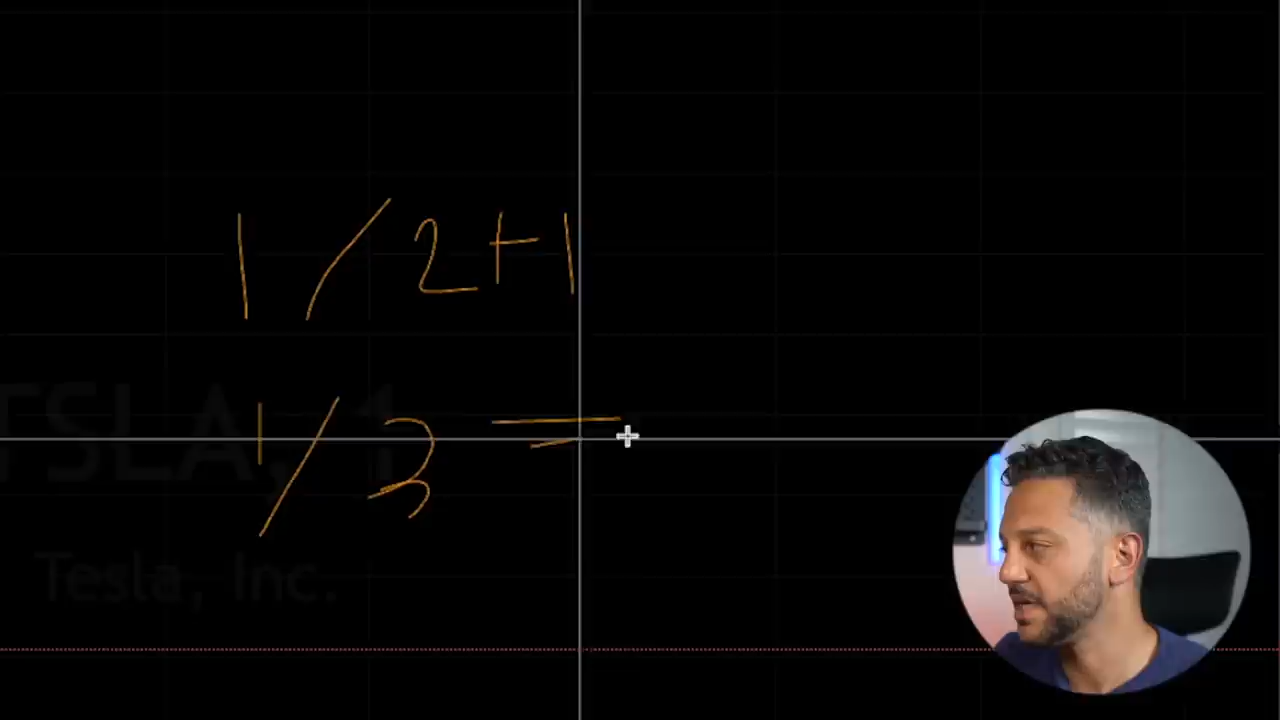 1/2+1
TSLA, 1
1/3 =
Tesla, Inc.